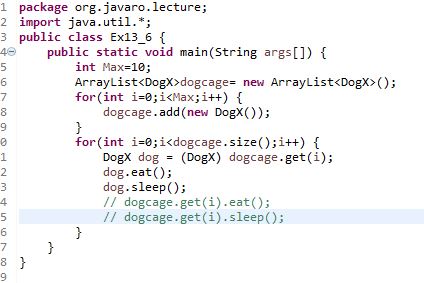 1 package org.javaro.lecture;
2 import java.util.*;
3 public class Ex13_6 {
4 public static void main(String args[]) {
5 int Max=10;
6 ArrayList<DogX>dogcage= new ArrayList<DogX>();
7 for(int i=0;i<Max;i++) {
8 dogcage.add(new DogX());
9 }
0 for(int i=0;i<dogcage.size();i++) {
1 DogX dog = (DogX) dogcage.get(i);
2 dog.eat();
3 dog.sleep();
4 // dogcage.get(i).eat();
5 // dogcage.get(i).sleep();
6 }
7 }
8 }
9